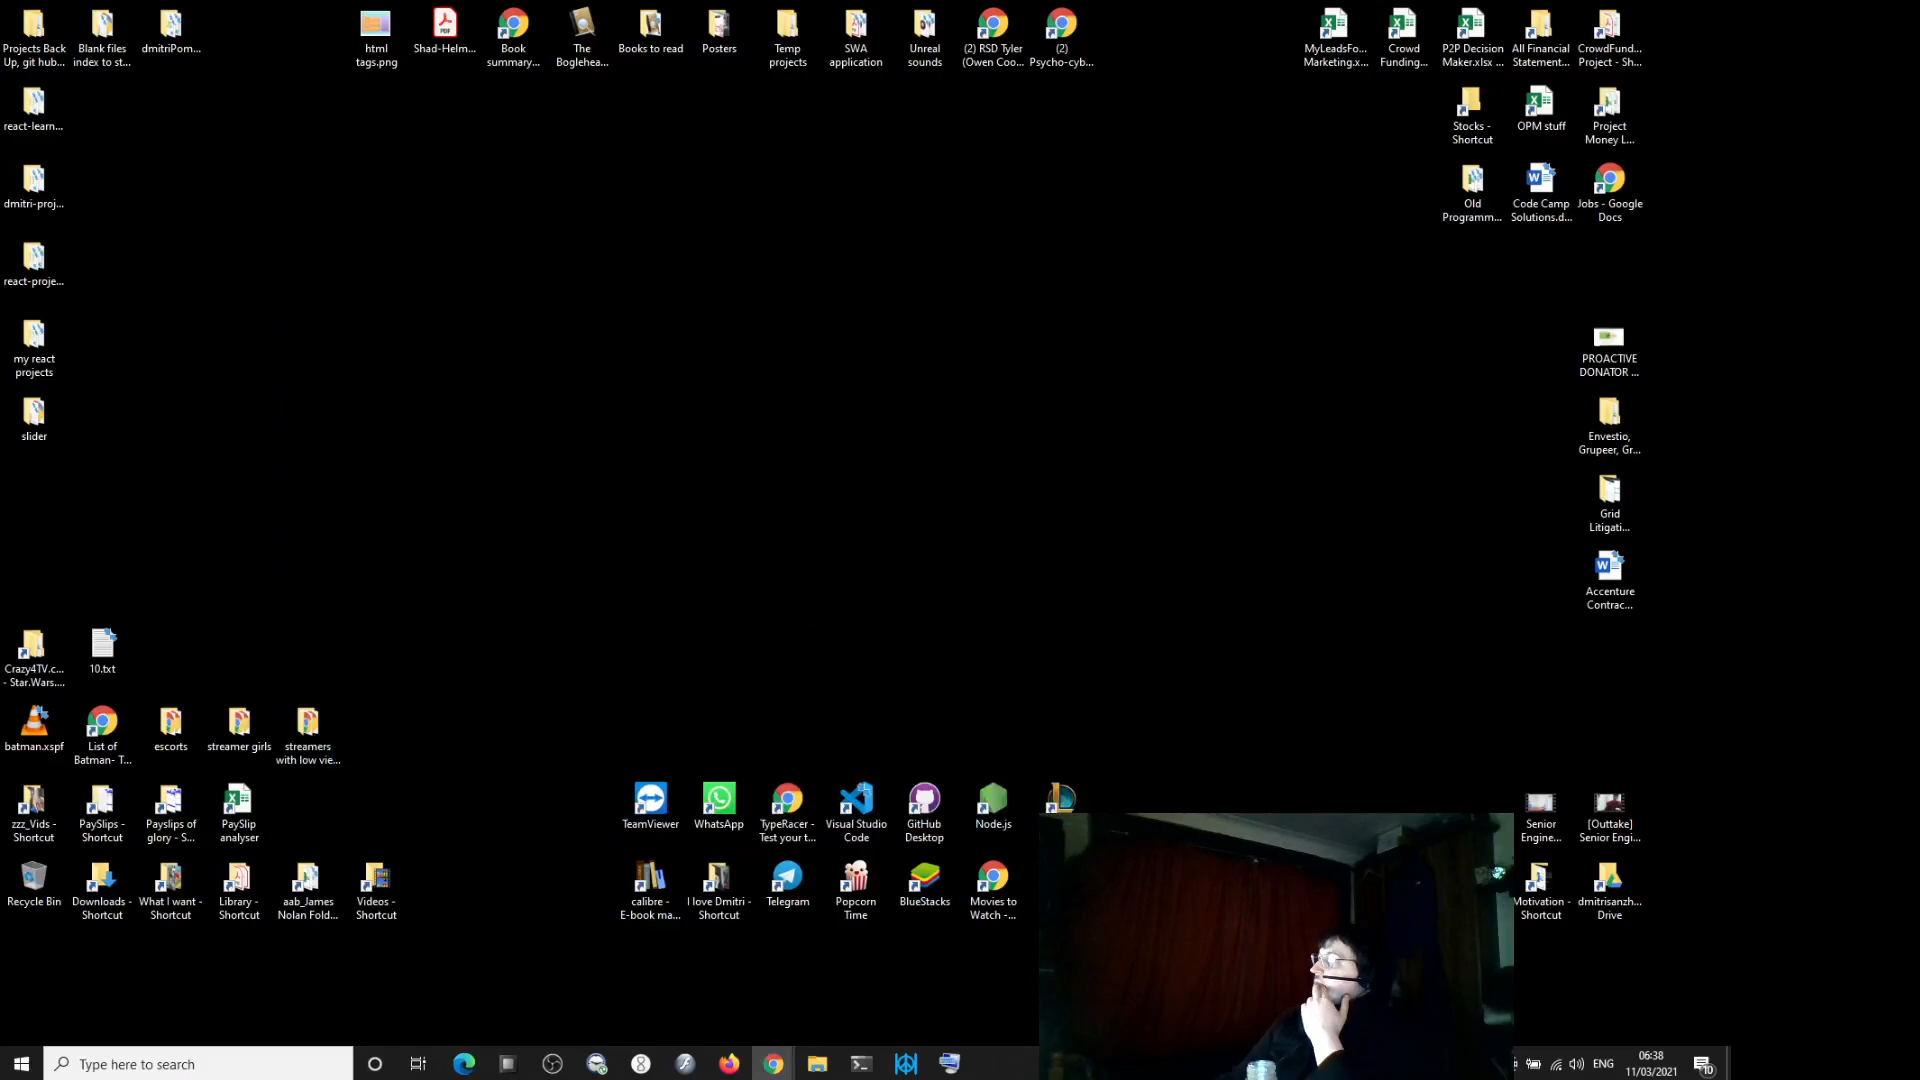 Projects Back
Up, git hub...
Blank files
index to st...
dmitriPom...
html
tags.png
Shad-Helm...
Book
summary...
The
Boglehea...
Books to read
Posters
Temp
projects
SWA
application
Unreal
sounds
(2) RSD Tyler
(Owen Coo...
(2)
Psycho-cyb...
MyLeadsFo...
Marketing.x...
Crowd
Funding...
P2P Decision
Maker.xlsx ...
All Financial
Statement...
CrowdFund...
Project - Sh...
react-learn...
Stocks -
Shortcut
OPM stuff
Project
Money L...
dmitri-proj...
Old
Programm...
Code Camp
Solutions.d...
Jobs - Google
Docs
react-proje...
my react
projects
PROACTIVE
DONATOR ...
slider
Envestio,
Grupeer, Gr...
Grid
Litigati...
Accenture
Contrac...
Crazy4TV.c...
- Star.Wars....
10.txt
batman.xspf
List of
Batman- T...
escorts
streamer girls
streamers
with low vie...
zzz_Vids -
Shortcut
PaySlips -
Shortcut
Payslips of
glory - S...
PaySlip
analyser
TeamViewer
WhatsApp
TypeRacer -
Test your t...
Visual Studio
Code
GitHub
Desktop
Node.js
Senior
Engine...
[Outtake]
Senior Engi...
Recycle Bin
Downloads -
Shortcut
What I want -
Shortcut
Library -
Shortcut
aab_James
Nolan Fold...
Videos -
Shortcut
calibre -
E-book ma...
I love Dmitri -
Shortcut
Telegram
Popcorn
Time
BlueStacks
Movies to
Watch -...
Motivation -
Shortcut
dmitrisanzh...
Drive
Type here to search
ENG
06:38
11/03/2021
10